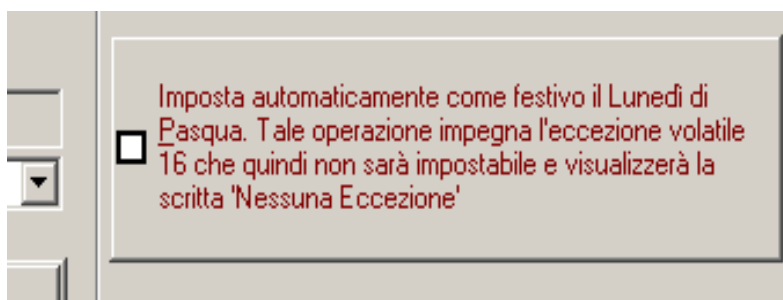 Imposta automaticamente come festivo il Lunedì di
Pasqua. Tale operazione impegna l'eccezione volatile
16 che quindi non sarà impostabile e visualizzerà la
scritta 'Nessuna Eccezione'